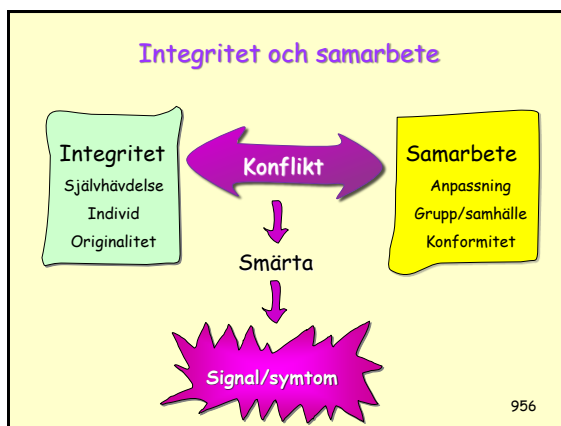 Integritet och samarbete
Integritet
Självhävdelse
Individ
Originalitet
Konflikt
Samarbete
Anpassning
Grupp/samhälle
Konformitet
Smärta
Signal/symtom
956